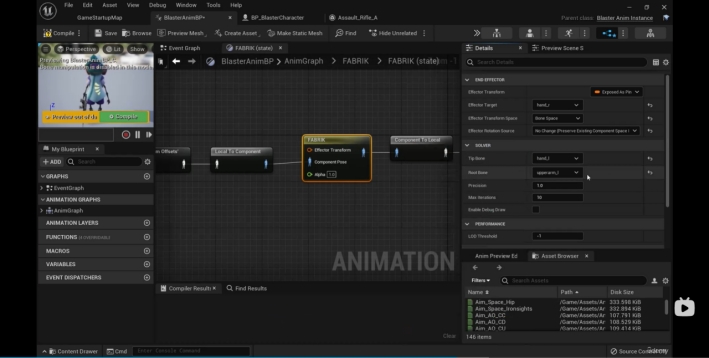 File Edit Asset View Debug Window Tools Help
GameStartupMap
BlasterAnimBP*
BP_BlasterCharacter
Assault_Rifle_A
Parent class: Blaster Anim Instance
Compile
Save
Browse
Preview Mesh
Create Asset
Make Static Mesh
Find
Hide Unrelated
Perspective
Lit
Show
Event Graph
FABRIK (state)
BlasterAnimBP > AnimGraph > FABRIK > FABRIK (state)
Details
Preview Scene S
Search Details
END EFFECTOR
Effector Transform
Exposed As Pin
Effector Target
hand_r
Effector Transform Space
Bone Space
Effector Rotation Source
No Change (Preserve Existing Component Space
SOLVER
Tip Bone
hand_l
Root Bone
upperarm_l
Precision
1.0
Max Iterations
10
Enable Debug Draw
PERFORMANCE
LOD Threshold
-1
Compile
My Blueprint
ADD
Search
GRAPHS
EventGraph
ANIMATION GRAPHS
AnimGraph
ANIMATION LAYERS
FUNCTIONS
MACROS
VARIABLES
EVENT DISPATCHERS
Local To Component
FABRIK
Effector Transform
Component Pose
Alpha 1.0
Component To Local
ANIMATION
Compiler Results
Find Results
Close
Anim Preview Ed
Asset Browser
Filters
Search Assets
Name
Path
Disk Size
Aim_Space_Hip /Game/Assets/Ar 333.598 KiB
Aim_Space_Ironsights /Game/Assets/Ar 332.894 KiB
Aim_AO_CC /Game/Assets/Ar 107.791 KiB
Aim_AO_CD /Game/Assets/Ar 108.529 KiB
Aim_AO_CU /Game/Assets/Ar 109.414 KiB
146 items
Content Drawer
Cmd
Enter Console Command
Source Control